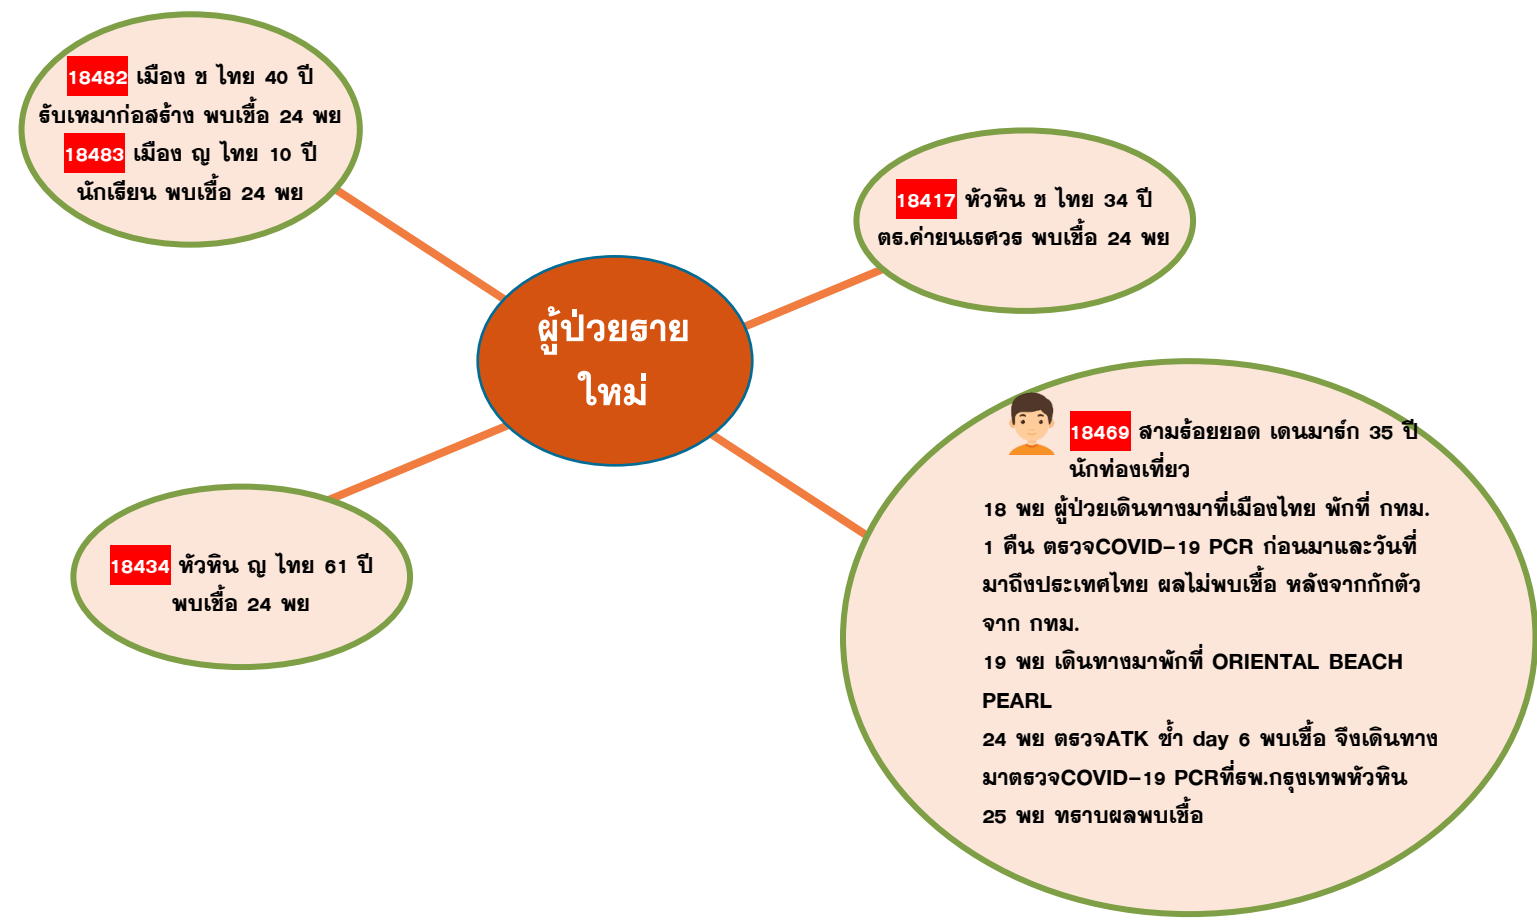 18482 เมือง ช ไทย 40 ปี
รับเหมาก่อสร้าง พบเชื้อ 24 พย
18483 เมือง ญ ไทย 10 ปี
นักเรียน พบเชื้อ 24 พย
18417 หัวหิน ช ไทย 34 ปี
ตร.ค่ายนเรศวร พบเชื้อ 24 พย
ผู้ป่วยราย
ใหม่
18434 หัวหิน ญ ไทย 61 ปี
พบเชื้อ 24 พย
18469 สามร้อยยอด เดนมาร์ก 35 ปี
นักท่องเที่ยว
18 พย ผู้ป่วยเดินทางมาที่เมืองไทย พักที่ กทม.
1 คืน ตรวจCOVID-19 PCR ก่อนมาและวันที่
มาถึงประเทศไทย ผลไม่พบเชื้อ หลังจากกักตัว
จาก กทม.
19 พย เดินทางมาพักที่ ORIENTAL BEACH
PEARL
24 พย ตรวจATK ซ้ำ day 6 พบเชื้อ จึงเดินทาง
มาตรวจCOVID-19 PCRที่รพ.กรุงเทพหัวหิน
25 พย ทราบผลพบเชื้อ